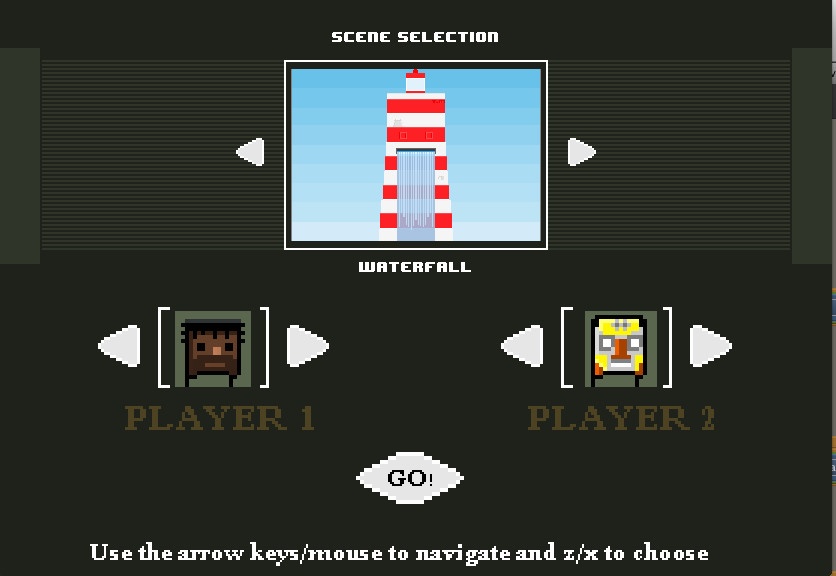 SCENE SELECTION
WATERFALL
PLAYER 1
PLAYER 2
GO!
Use the arrow keys/mouse to navigate and z/x to choose